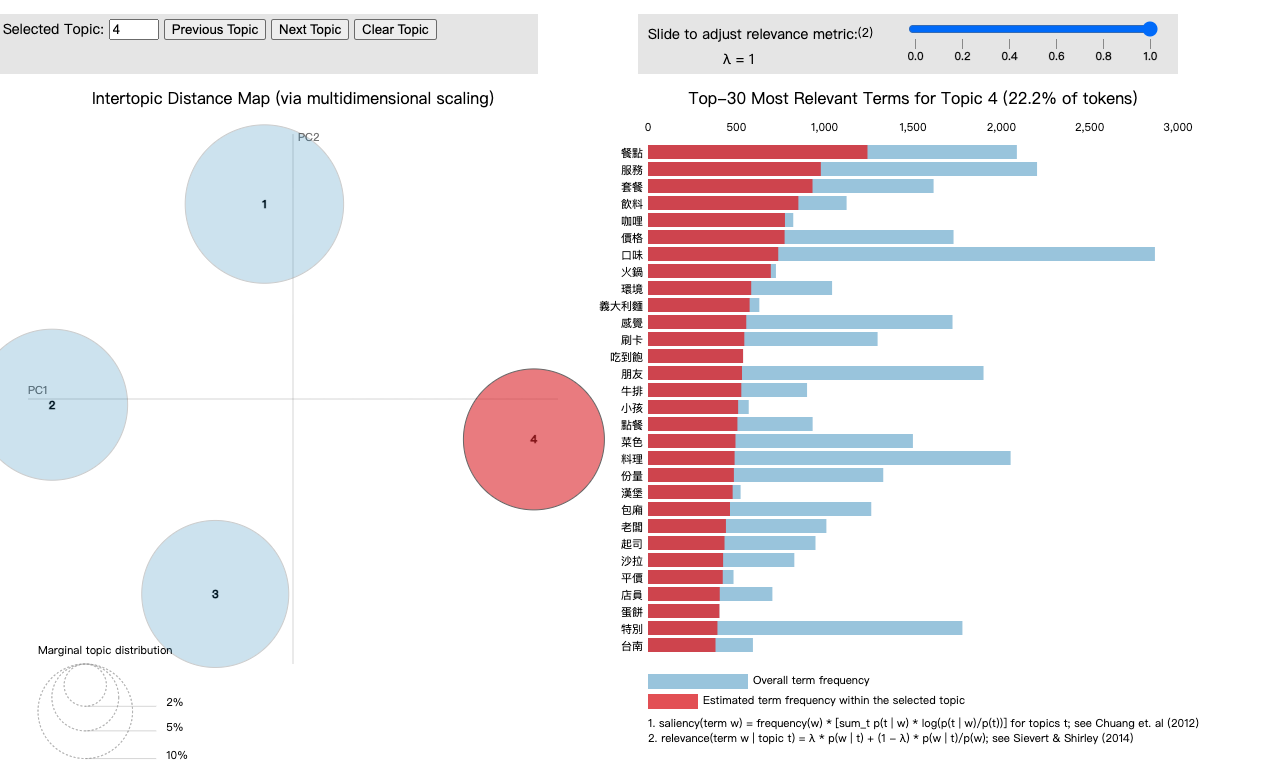 Selected Topic: 4 Previous Topic Next Topic Clear Topic
Slide to adjust relevance metric:(2)
λ = 1
0.0 0.2 0.4 0.6 0.8 1.0
Intertopic Distance Map (via multidimensional scaling)
PC2
1
PC1
2
4
3
Marginal topic distribution
2%
5%
10%
Top-30 Most Relevant Terms for Topic 4 (22.2% of tokens)
0 500 1,000 1,500 2,000 2,500 3,000
餐點
服務
套餐
飲料
咖哩
價格
口味
火鍋
環境
義大利麵
感覺
刷卡
吃到飽
朋友
牛排
小孩
點餐
菜色
料理
份量
漢堡
包廂
老闆
起司
沙拉
平價
店員
蛋餅
特別
台南
Overall term frequency
Estimated term frequency within the selected topic
1. saliency(term w) = frequency(w) * [sum_t p(t | w) * log(p(t | w)/p(t))] for topics t; see Chuang et. al (2012)
2. relevance(term w | topic t) = λ * p(w | t) + (1 − λ) * p(w | t)/p(w); see Sievert & Shirley (2014)